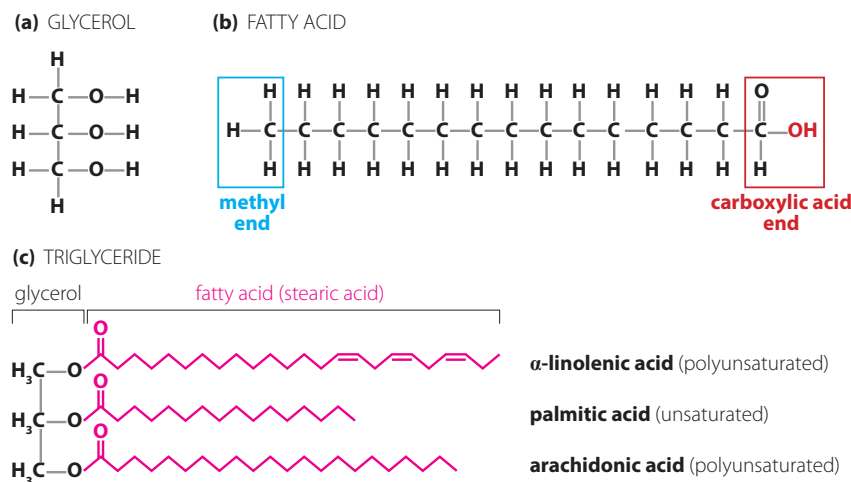 (a) GLYCEROL
H
H—C—O—H
H—C—O—H
H—C—O—H
H
(b) FATTY ACID
H H H H H H H H H H H H H H O
H—C—C—C—C—C—C—C—C—C—C—C—C—C—C—C—OH
H H H H H H H H H H H H H H H
methyl
end
carboxylic acid
end
(c) TRIGLYCERIDE
glycerol fatty acid (stearic acid)
O
H₃C—O α-linolenic acid (polyunsaturated)
O
H₃C—O palmitic acid (unsaturated)
O
H₃C—O arachidonic acid (polyunsaturated)